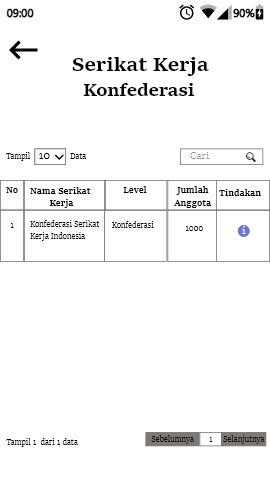 09:00 90%
Serikat Kerja
Konfederasi
Tampil 10 Data Cari
No Nama Serikat Kerja Level Jumlah Anggota Tindakan
1 Konfederasi Serikat Kerja Indonesia Konfederasi 1000
Tampil 1 dari 1 data Sebelumnya 1 Selanjutnya